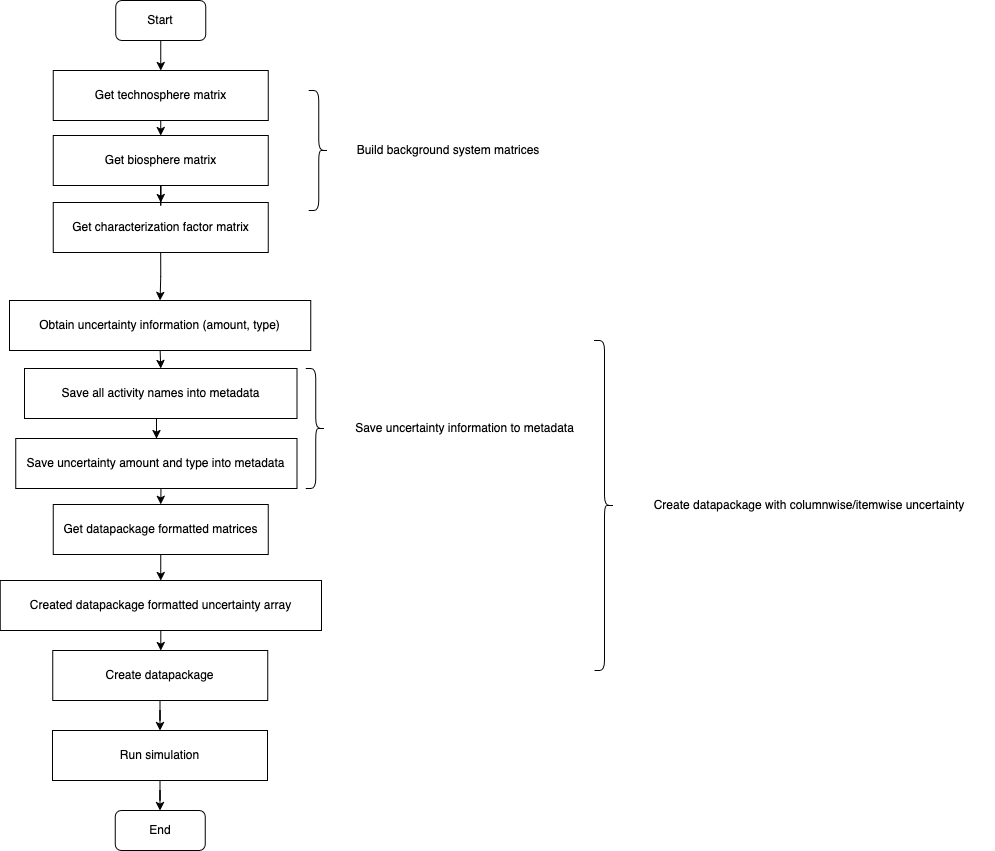 Start
Get technosphere matrix
Get biosphere matrix
Build background system matrices
Get characterization factor matrix
Obtain uncertainty information (amount, type)
Save all activity names into metadata
Save uncertainty information to metadata
Save uncertainty amount and type into metadata
Create datapackage with columnwise/itemwise uncertainty
Get datapackage formatted matrices
Created datapackage formatted uncertainty array
Create datapackage
Run simulation
End